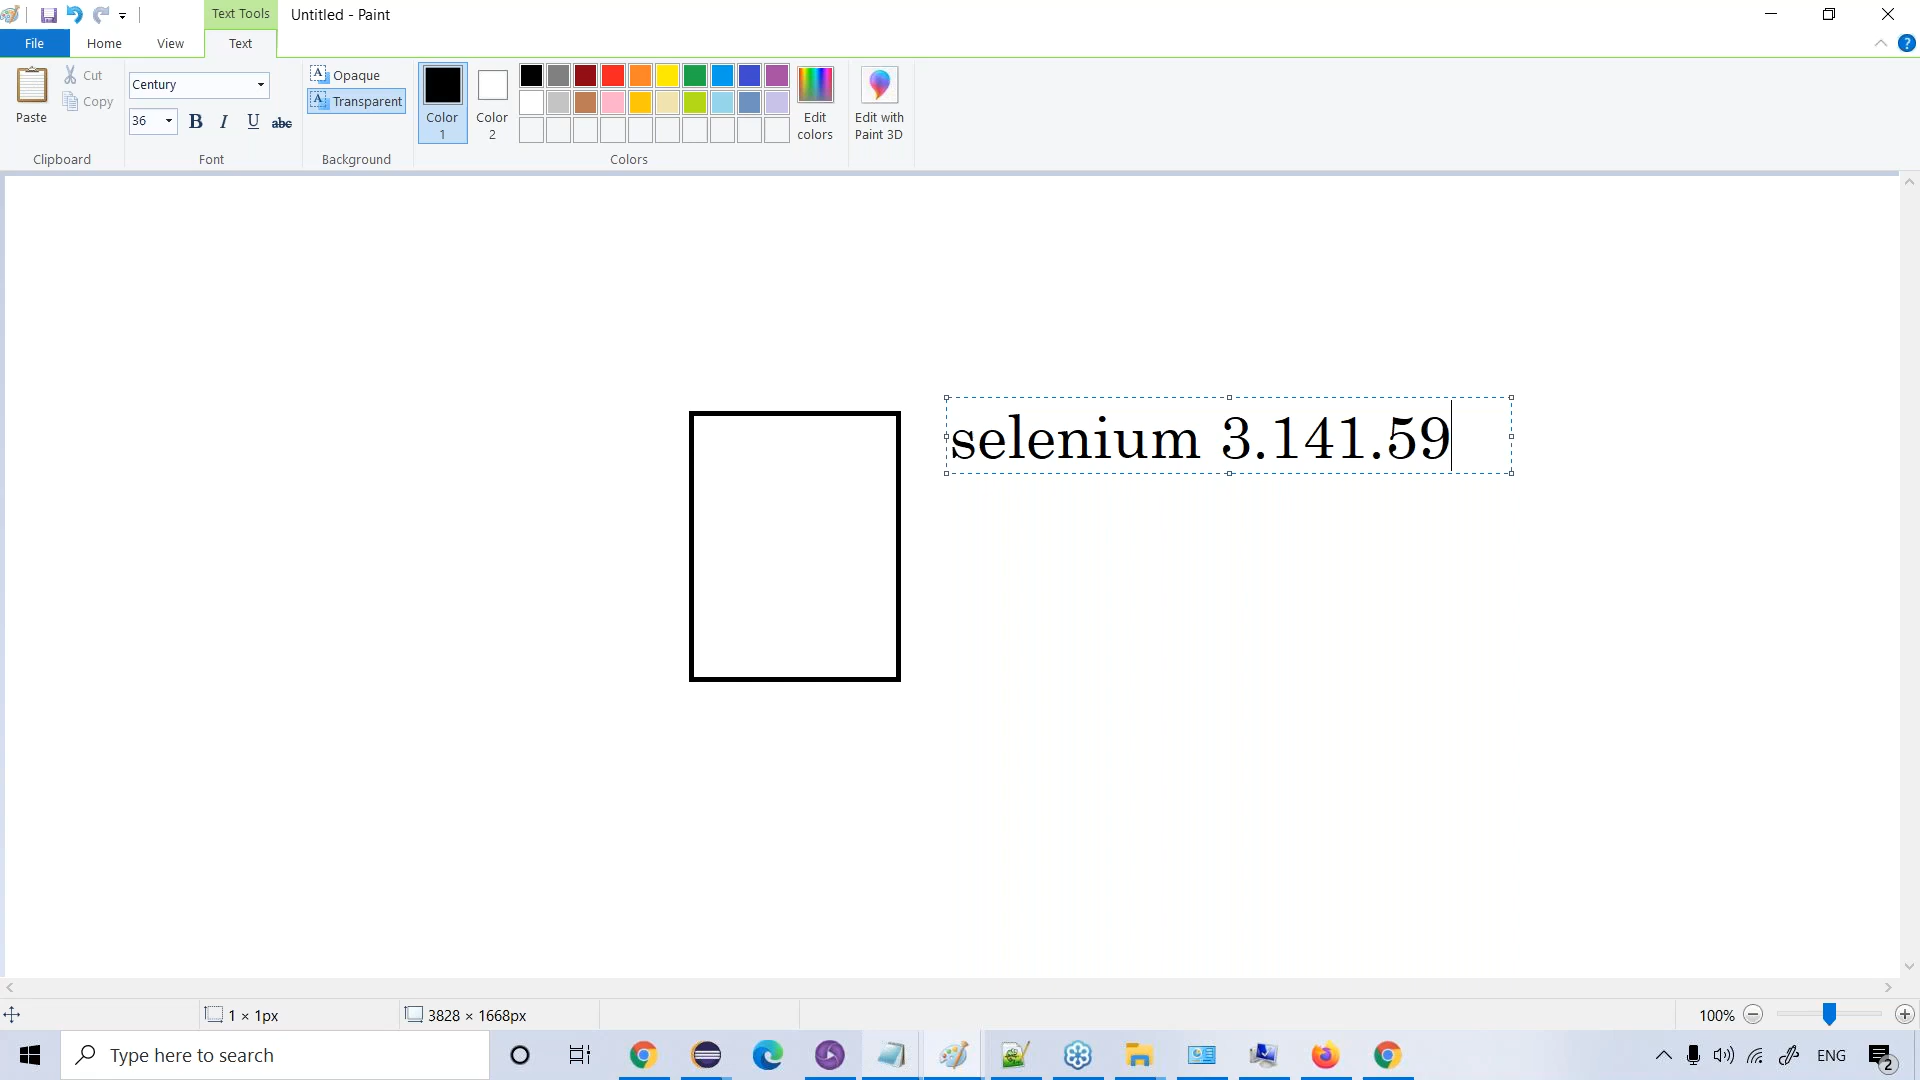 Text Tools
Untitled - Paint
File
Home
View
Text
Paste
Cut
Copy
Clipboard
Century
36
B
I
U
abc
Font
Opaque
Transparent
Background
Color
1
Color
2
Colors
Edit
colors
Edit with
Paint 3D
selenium 3.141.59
1 × 1px
3828 × 1668px
100%
Type here to search
ENG
2